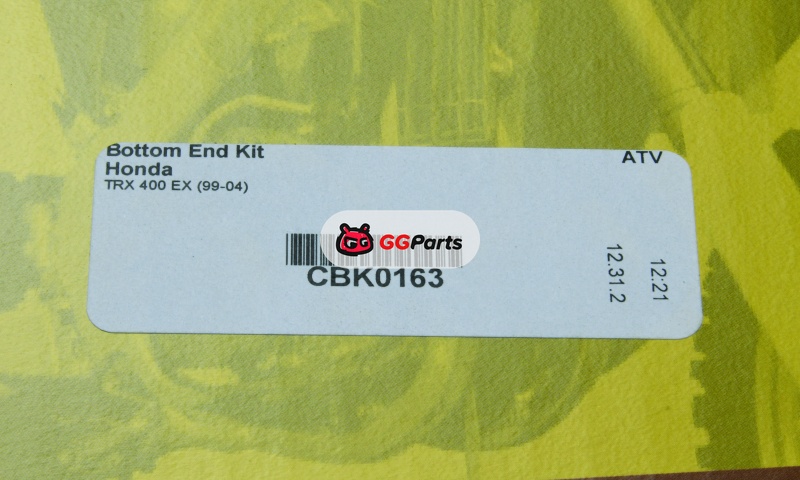 Bottom End Kit
ATV
Honda
TRX 400 EX (99-04)
GGParts
CBK0163
12.31.2
12:21